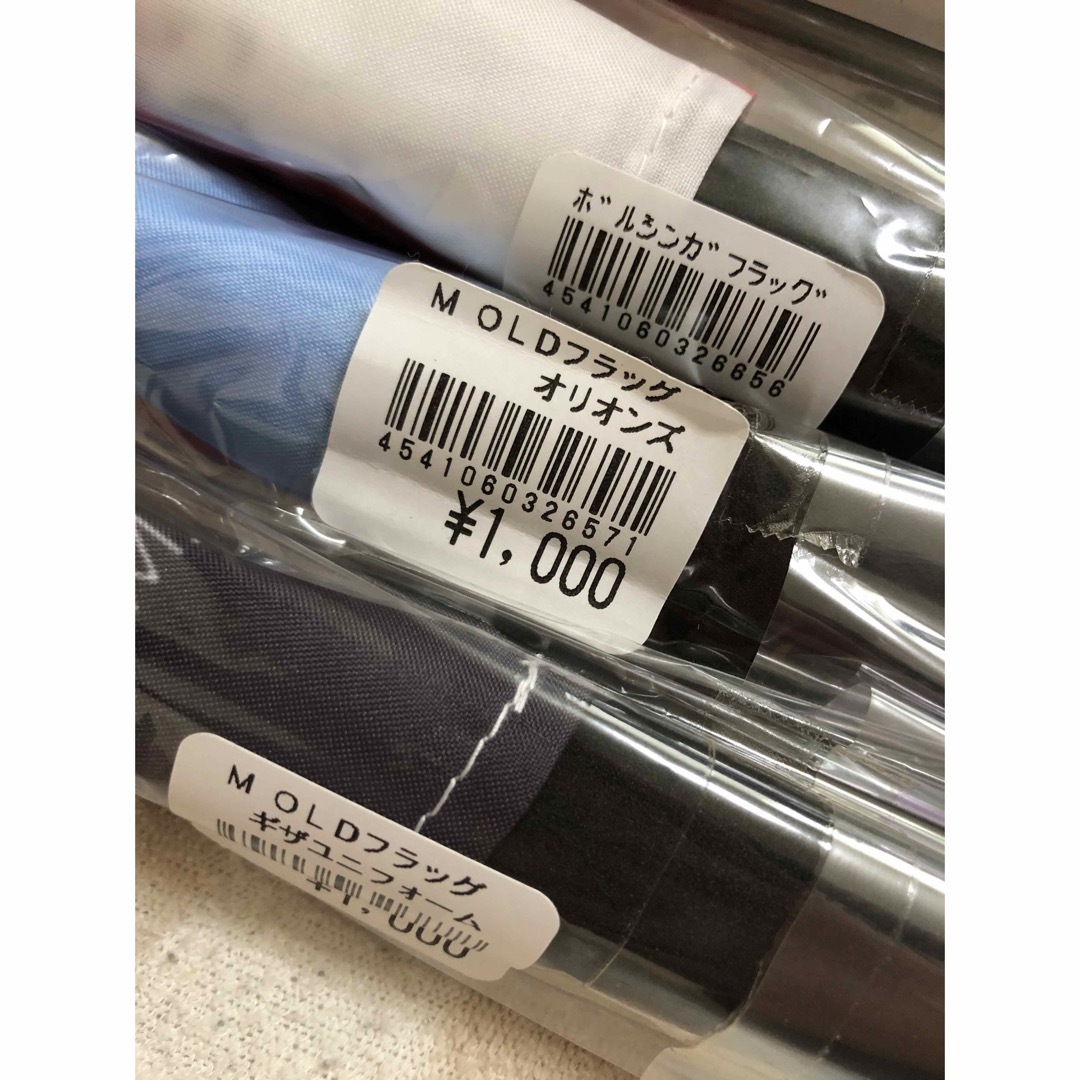 ﾎﾞﾙシンガﾞフラッグﾞ
4541060326656
M OLDフラッグ
オリオンズ
4541060326571
¥1,000
M OLDフラッグ
ギザユニフォーム
¥1,000